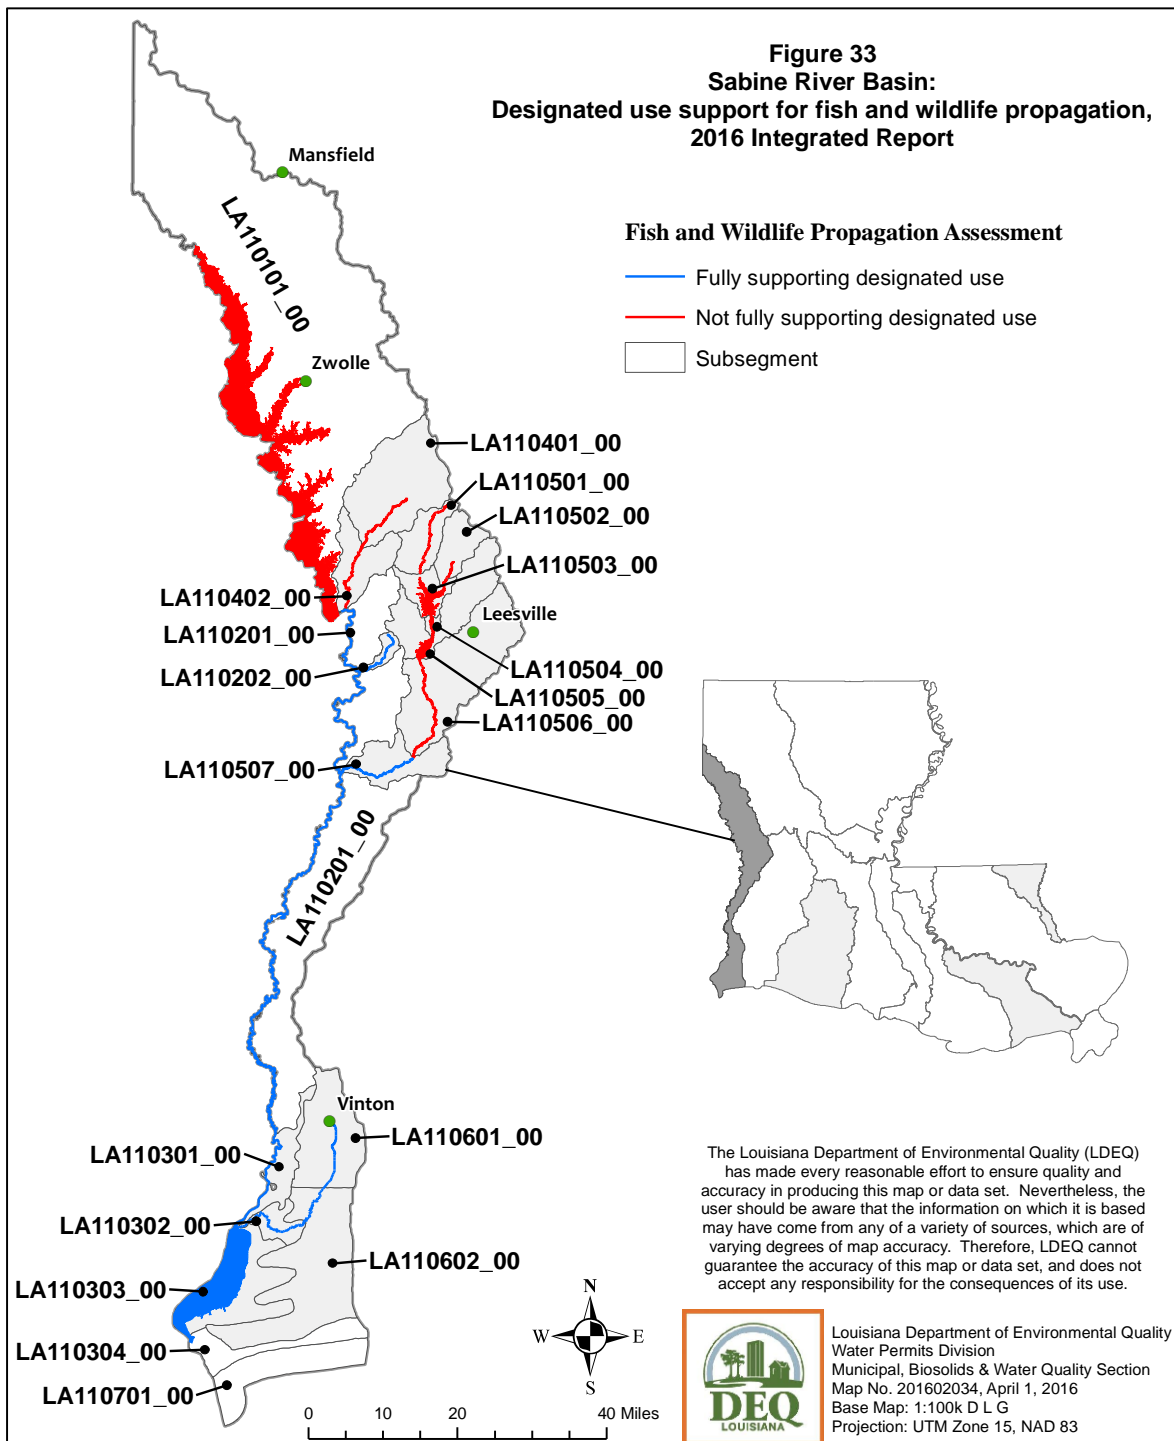 Figure 33
Sabine River Basin:
Designated use support for fish and wildlife propagation,
2016 Integrated Report
Fish and Wildlife Propagation Assessment
Fully supporting designated use
Not fully supporting designated use
Subsegment
Mansfield
LA110101_00
Zwolle
LA110401_00
LA110501_00
LA110502_00
LA110503_00
LA110402_00
Leesville
LA110201_00
LA110202_00
LA110504_00
LA110505_00
LA110506_00
LA110507_00
LA110201_00
Vinton
LA110601_00
LA110301_00
LA110302_00
LA110602_00
LA110303_00
LA110304_00
LA110701_00
The Louisiana Department of Environmental Quality (LDEQ)
has made every reasonable effort to ensure quality and
accuracy in producing this map or data set. Nevertheless, the
user should be aware that the information on which it is based
may have come from any of a variety of sources, which are of
varying degrees of map accuracy. Therefore, LDEQ cannot
guarantee the accuracy of this map or data set, and does not
accept any responsibility for the consequences of its use.
N
W E
S
0 10 20 40 Miles
DEQ
LOUISIANA
Louisiana Department of Environmental Quality
Water Permits Division
Municipal, Biosolids & Water Quality Section
Map No. 201602034, April 1, 2016
Base Map: 1:100k D L G
Projection: UTM Zone 15, NAD 83